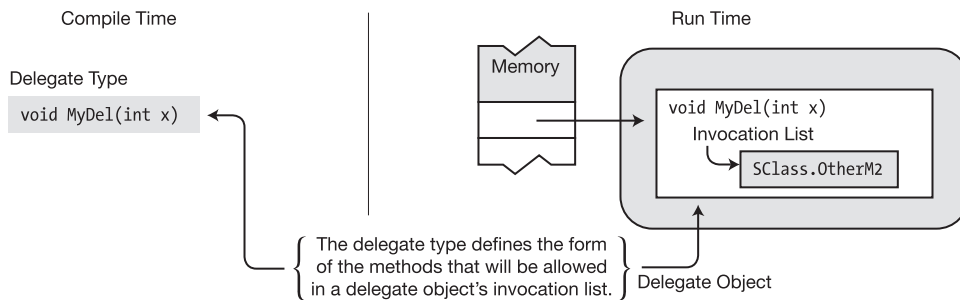 Compile Time
Run Time
Delegate Type
void MyDel(int x)
Memory
void MyDel(int x)
Invocation List
SClass.OtherM2
The delegate type defines the form
of the methods that will be allowed
in a delegate object’s invocation list.
Delegate Object